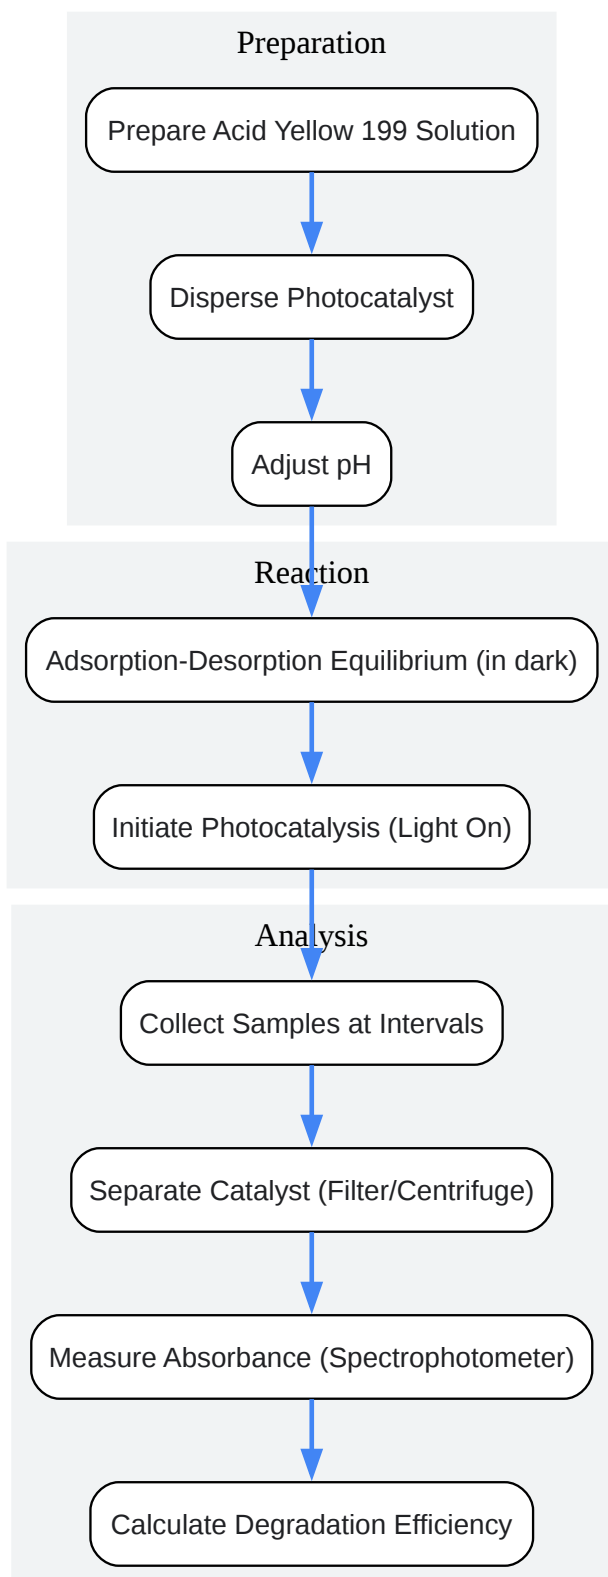 Preparation
Prepare Acid Yellow 199 Solution
Disperse Photocatalyst
Adjust pH
Reaction
Adsorption-Desorption Equilibrium (in dark)
Initiate Photocatalysis (Light On)
Analysis
Collect Samples at Intervals
Separate Catalyst (Filter/Centrifuge)
Measure Absorbance (Spectrophotometer)
Calculate Degradation Efficiency